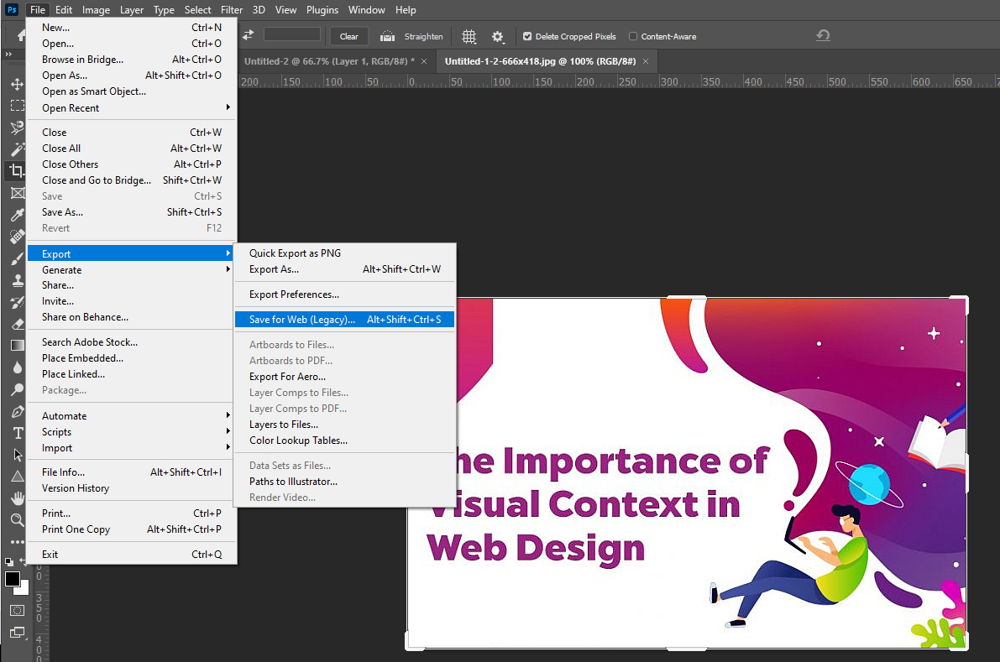 Ps File Edit Image Layer Type Select Filter 3D View Plugins Window Help
Clear Straighten Delete Cropped Pixels Content-Aware
Untitled-2 @ 66.7% (Layer 1, RGB/8#) * × Untitled-1-2-666x418.jpg @ 100% (RGB/8#) ×
200 150 100 50 0 50 100 150 200 250 300 350 400 450 500 550 600 650
New... Ctrl+N
Open... Ctrl+O
Browse in Bridge... Alt+Ctrl+O
Open As... Alt+Shift+Ctrl+O
Open as Smart Object...
Open Recent
Close Ctrl+W
Close All Alt+Ctrl+W
Close Others Alt+Ctrl+P
Close and Go to Bridge... Shift+Ctrl+W
Save Ctrl+S
Save As... Shift+Ctrl+S
Revert F12
Export
Generate
Share...
Invite...
Share on Behance...
Search Adobe Stock...
Place Embedded...
Place Linked...
Package...
Automate
Scripts
Import
File Info... Alt+Shift+Ctrl+I
Version History
Print... Ctrl+P
Print One Copy Alt+Shift+Ctrl+P
Exit Ctrl+Q
Quick Export as PNG
Export As... Alt+Shift+Ctrl+W
Export Preferences...
Save for Web (Legacy)... Alt+Shift+Ctrl+S
Artboards to Files...
Artboards to PDF...
Export For Aero...
Layer Comps to Files...
Layer Comps to PDF...
Layers to Files...
Color Lookup Tables...
Data Sets as Files...
Paths to Illustrator...
Render Video...
The Importance of
Visual Context in
Web Design
350
400